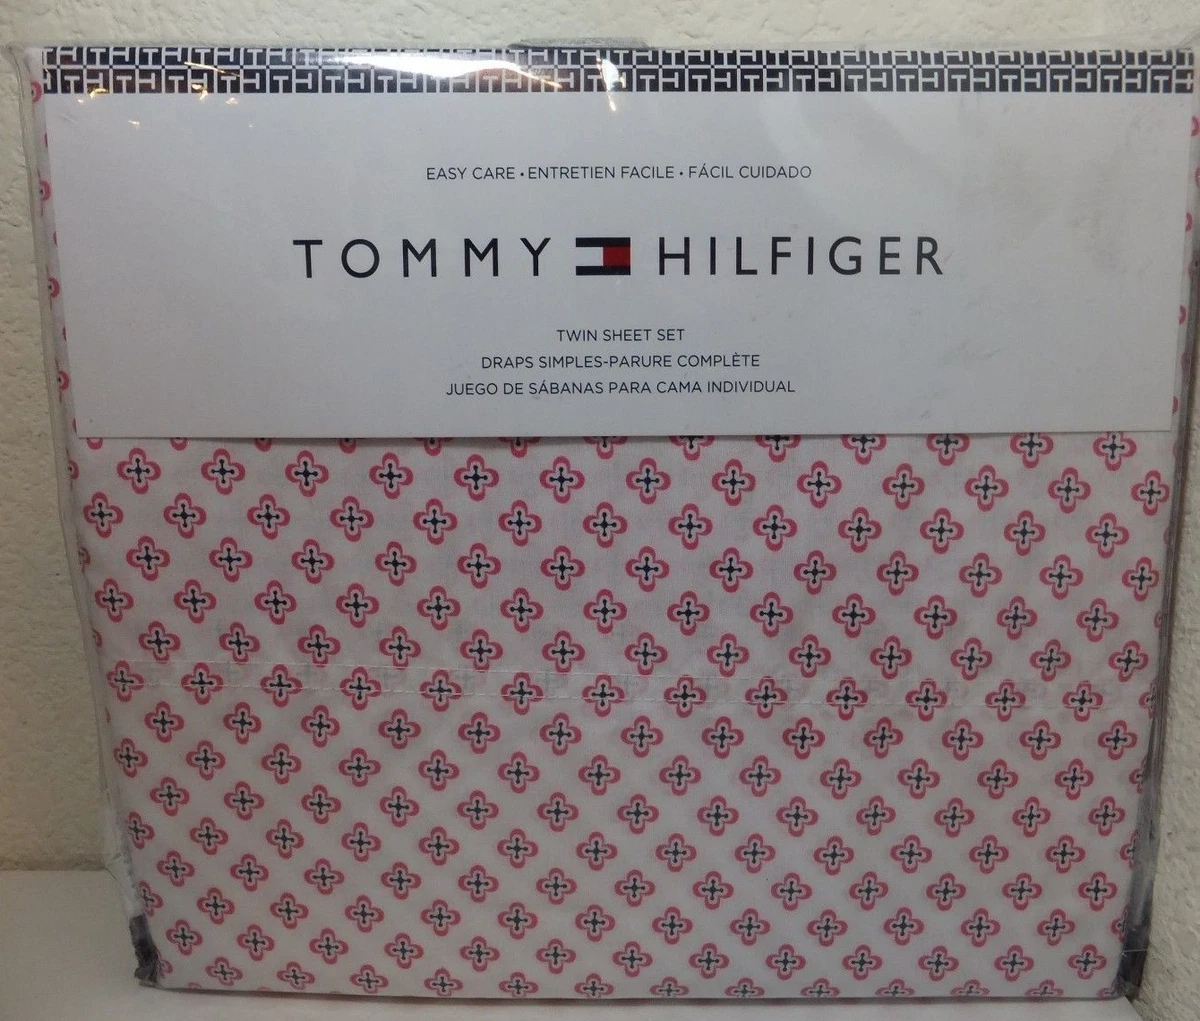 EASY CARE • ENTRETIEN FACILE • FÁCIL CUIDADO
TOMMY HILFIGER
TWIN SHEET SET
DRAPS SIMPLES-PARURE COMPLÈTE
JUEGO DE SÁBANAS PARA CAMA INDIVIDUAL